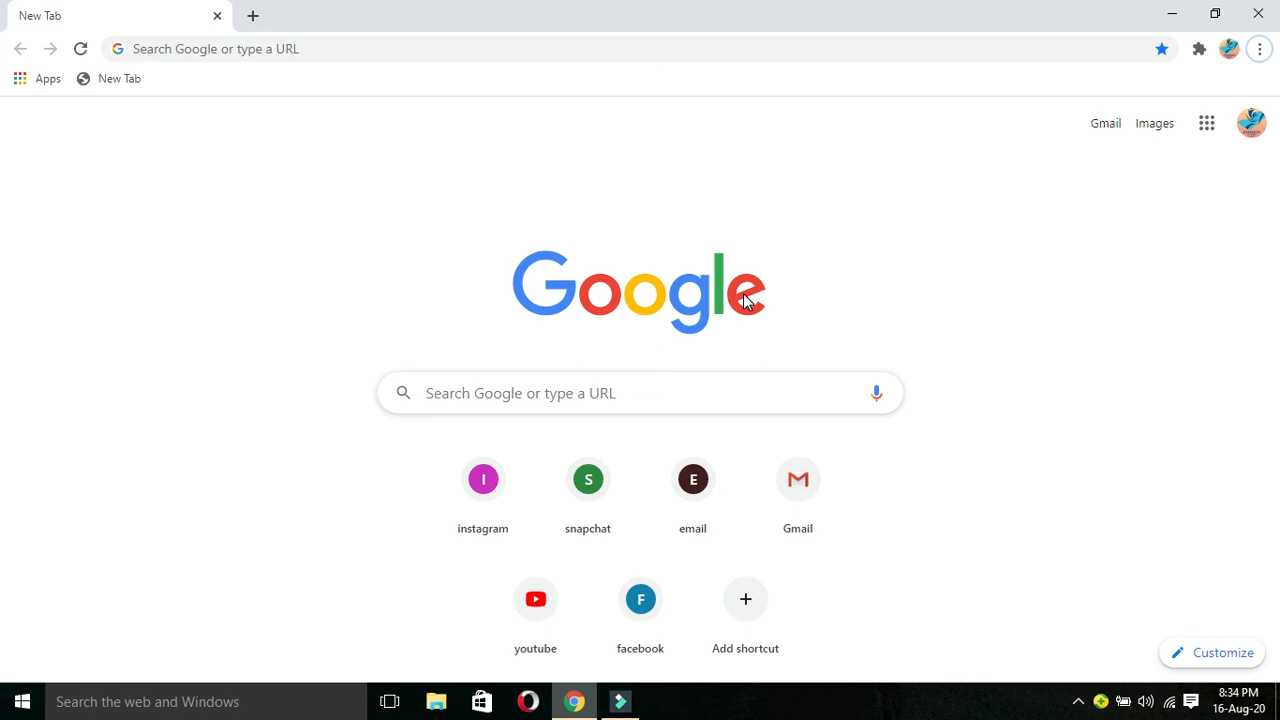 New Tab
Search Google or type a URL
Apps
New Tab
Gmail
Images
Google
Search Google or type a URL
I
S
E
instagram
snapchat
email
Gmail
F
youtube
facebook
Add shortcut
Customize
Search the web and Windows
8:34 PM
16-Aug-20